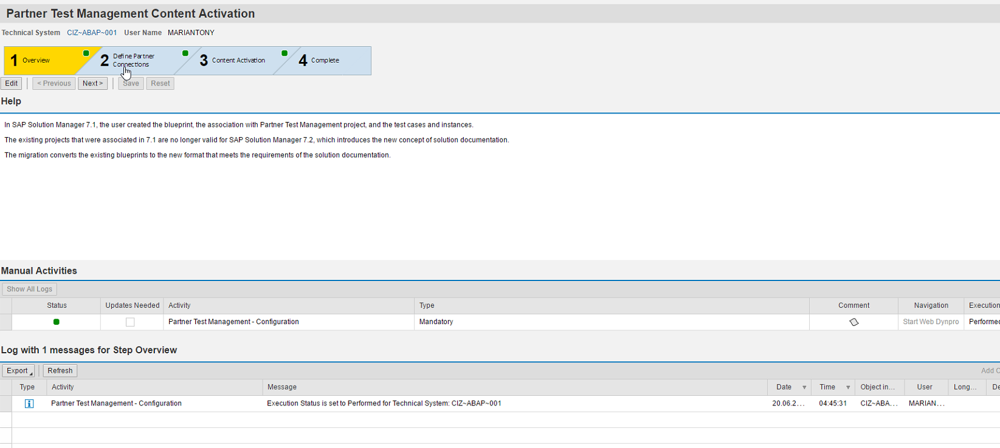 Partner Test Management Content Activation
Technical System CIZ~ABAP~001 User Name MARIANTONY
1 Overview 2 Define Partner Connections 3 Content Activation 4 Complete
Edit < Previous Next > Save Reset
Help
In SAP Solution Manager 7.1, the user created the blueprint, the association with Partner Test Management project, and the test cases and instances.
The existing projects that were associated in 7.1 are no longer valid for SAP Solution Manager 7.2, which introduces the new concept of solution documentation.
The migration converts the existing blueprints to the new format that meets the requirements of the solution documentation.
Manual Activities
Show All Logs
Status Updates Needed Activity Type Comment Navigation Execution
Partner Test Management - Configuration Mandatory Start Web Dynpro Performed
Log with 1 messages for Step Overview
Export Refresh Add C
Type Activity Message Date Time Object in... User Long... De
Partner Test Management - Configuration Execution Status is set to Performed for Technical System: CIZ~ABAP~001 20.06.2... 04:45:31 CIZ~ABA... MARIAN...